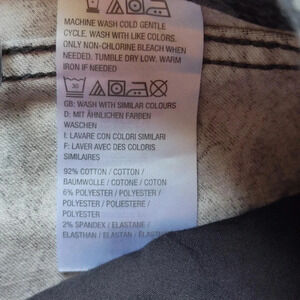 MACHINE WASH COLD GENTLE
CYCLE. WASH WITH LIKE COLORS.
ONLY NON-CHLORINE BLEACH WHEN
NEEDED. TUMBLE DRY LOW. WARM
IRON IF NEEDED
30
GB: WASH WITH SIMILAR COLOURS
D: MIT ÄHNLICHEN FARBEN
WASCHEN
I: LAVARE CON COLORI SIMILARI
F: LAVER AVEC DES COLORIS
SIMILAIRES
92% COTTON / COTTON /
BAUMWOLLE / COTONE / COTON
6% POLYESTER / POLYESTER /
POLYESTER / POLIESTERE /
POLYESTER
2% SPANDEX / ELASTANE /
ELASTHAN / ELASTAN /